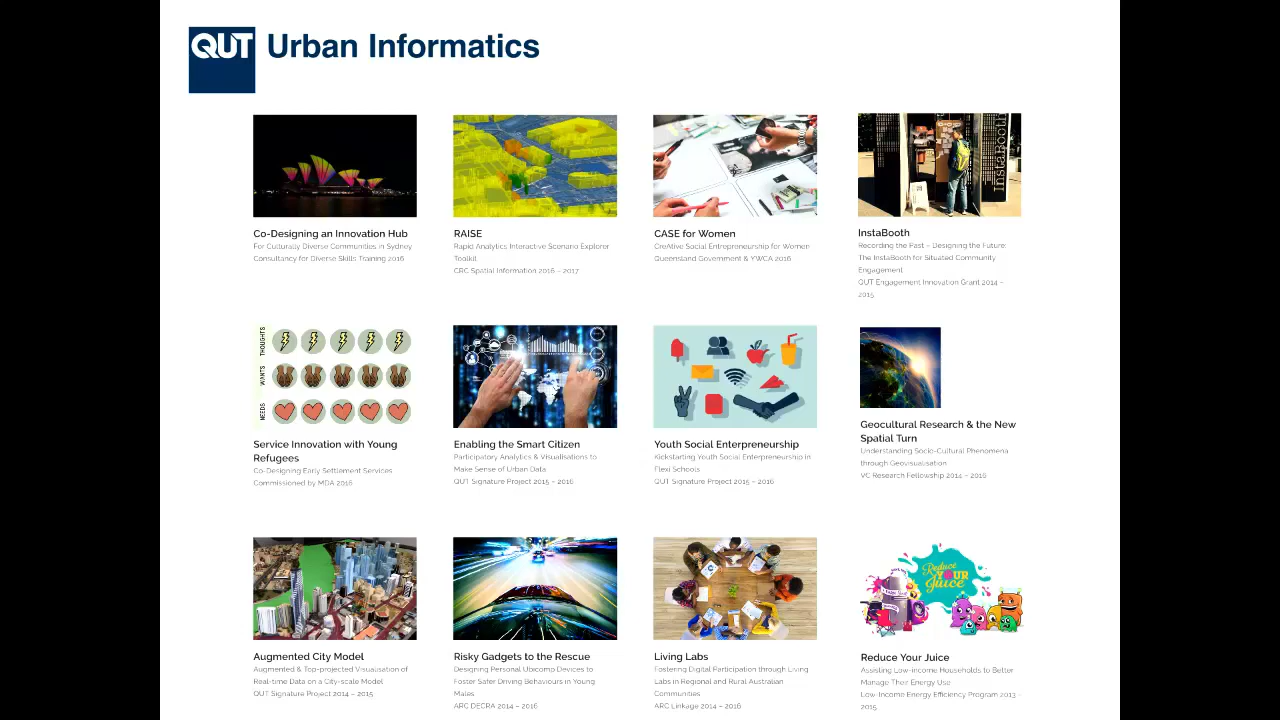 QUT Urban Informatics
Co-Designing an Innovation Hub
For Culturally Diverse Communities in Sydney
Consultancy for Diverse Skills Training 2016
RAISE
Rapid Analytics Interactive Scenario Explorer
Toolkit
CRC Spatial Information 2016 – 2017
CASE for Women
CreAtive Social Entrepreneurship for Women
Queensland Government & YWCA 2016
InstaBooth
InstaBooth
Recording the Past – Designing the Future:
The InstaBooth for Situated Community
Engagement
QUT Engagement Innovation Grant 2014 –
2015
THOUGHTS
WANTS
NEEDS
Service Innovation with Young
Refugees
Co-Designing Early Settlement Services
Commissioned by MDA 2016
Enabling the Smart Citizen
Participatory Analytics & Visualisations to
Make Sense of Urban Data
QUT Signature Project 2015 – 2016
Youth Social Enterpreneurship
Kickstarting Youth Social Enterpreneurship in
Flexi Schools
QUT Signature Project 2015 – 2016
Geocultural Research & the New
Spatial Turn
Understanding Socio-Cultural Phenomena
through Geovisualisation
VC Research Fellowship 2014 – 2016
Augmented City Model
Augmented & Top-projected Visualisation of
Real-time Data on a City-scale Model
QUT Signature Project 2014 – 2015
Risky Gadgets to the Rescue
Designing Personal Ubicomp Devices to
Foster Safer Driving Behaviours in Young
Males
ARC DECRA 2014 – 2016
Living Labs
Fostering Digital Participation through Living
Labs in Regional and Rural Australian
Communities
ARC Linkage 2014 – 2016
Reduce
YOUR
Juice
Reduce Your Juice
Assisting Low-income Households to Better
Manage Their Energy Use
Low-Income Energy Efficiency Program 2013 –
2015